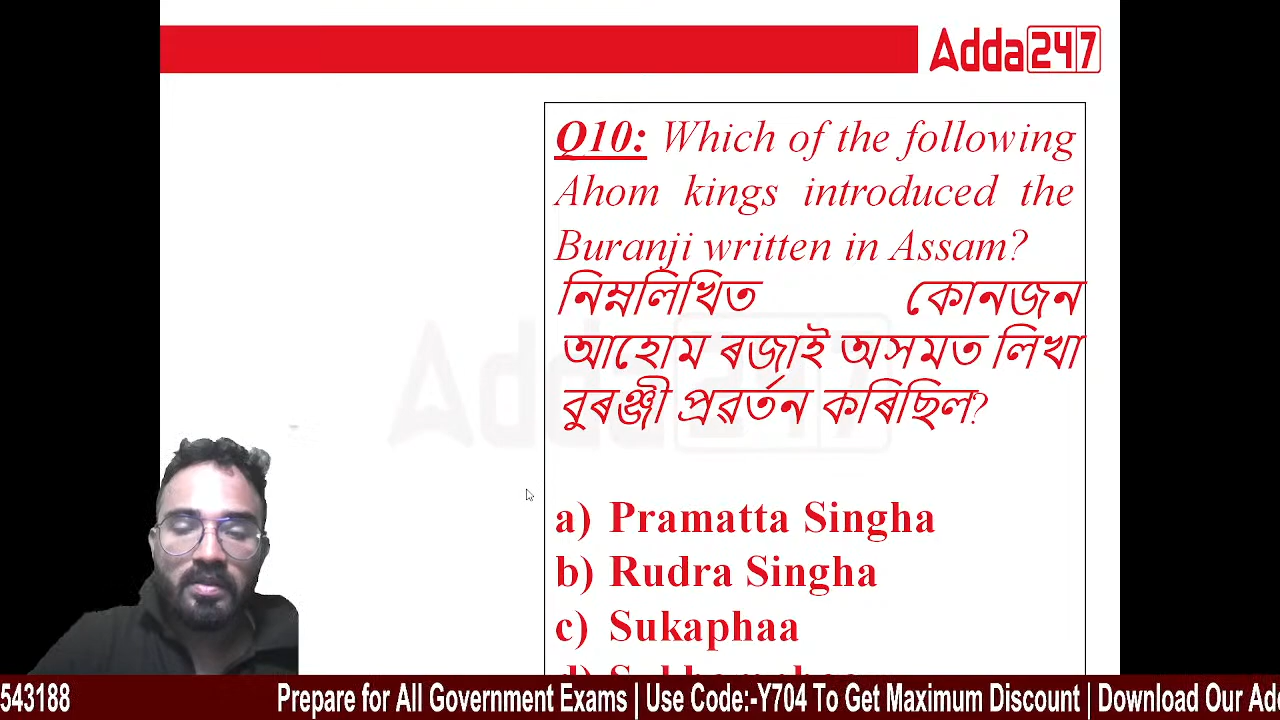 Adda247
Q10: Which of the following
Ahom kings introduced the
Buranji written in Assam?
নিম্নলিখিত কোনজন
আহোম ৰজাই অসমত লিখা
বুৰঞ্জী প্ৰৱৰ্তন কৰিছিল?
Adda247
a) Pramatta Singha
b) Rudra Singha
c) Sukaphaa
d)
543188 Prepare for All Government Exams | Use Code:-Y704 To Get Maximum Discount | Download Our